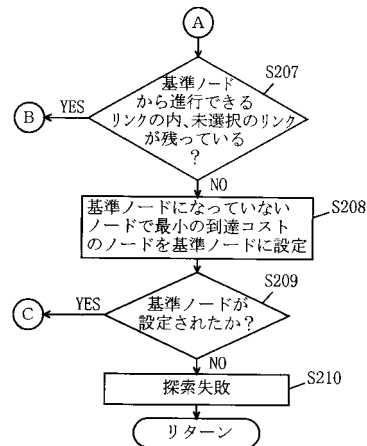 A
S207
基準ノード
から進行できる
リンクの内、未選択のリンク
が残っている
?
YES
B
NO
S208
基準ノードになっていない
ノードで最小の到達コスト
のノードを基準ノードに設定
S209
基準ノードが
設定されたか?
YES
C
NO
S210
探索失敗
リターン